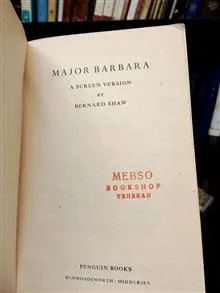 MAJOR BARBARA
A SCREEN VERSION
BY
BERNARD SHAW
MEBSO
BOOKSHOP
TEHERAN
PENGUIN BOOKS
HARMONDSWORTH · MIDDLESEX